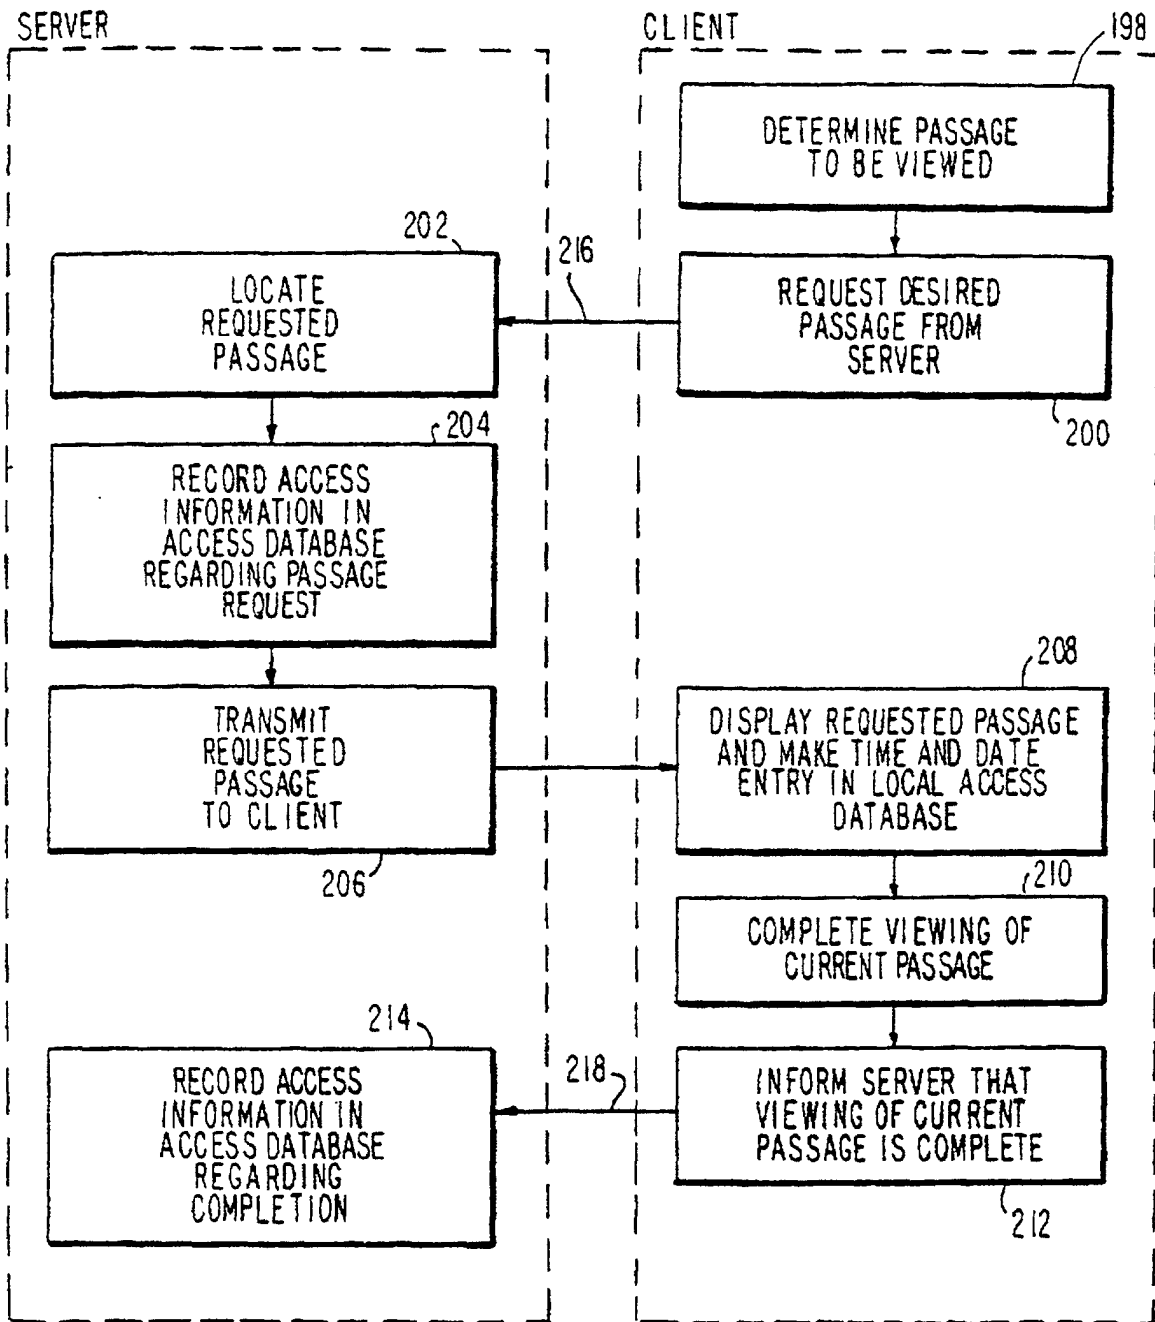 SERVER
CLIENT
198
DETERMINE PASSAGE
TO BE VIEWED
202
216
LOCATE
REQUESTED
PASSAGE
REQUEST DESIRED
PASSAGE FROM
SERVER
200
204
RECORD ACCESS
INFORMATION IN
ACCESS DATABASE
REGARDING PASSAGE
REQUEST
208
TRANSMIT
REQUESTED
PASSAGE
TO CLIENT
206
DISPLAY REQUESTED PASSAGE
AND MAKE TIME AND DATE
ENTRY IN LOCAL ACCESS
DATABASE
210
COMPLETE VIEWING OF
CURRENT PASSAGE
214
218
RECORD ACCESS
INFORMATION IN
ACCESS DATABASE
REGARDING
COMPLETION
INFORM SERVER THAT
VIEWING OF CURRENT
PASSAGE IS COMPLETE
212